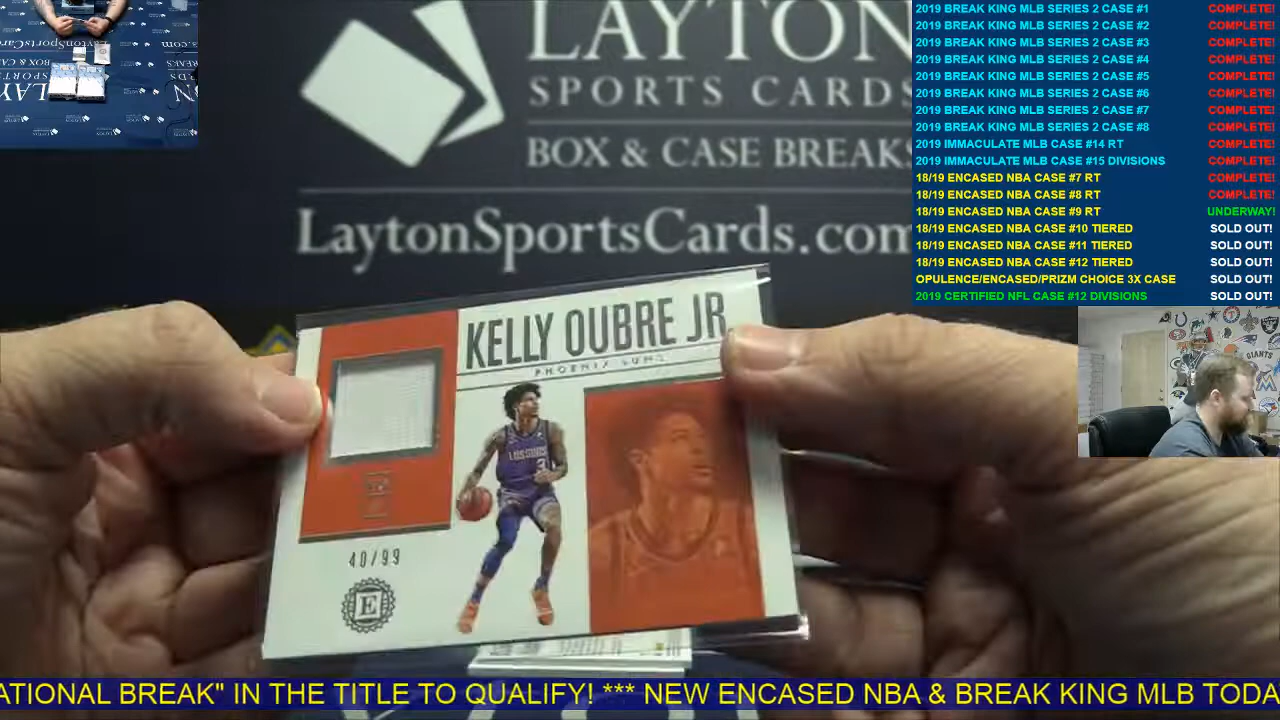 LAYTON
SPORTS CARDS
BOX & CASE BREAKS
LaytonSportsCards.com
2019 BREAK KING MLB SERIES 2 CASE #1 COMPLETE!
2019 BREAK KING MLB SERIES 2 CASE #2 COMPLETE!
2019 BREAK KING MLB SERIES 2 CASE #3 COMPLETE!
2019 BREAK KING MLB SERIES 2 CASE #4 COMPLETE!
2019 BREAK KING MLB SERIES 2 CASE #5 COMPLETE!
2019 BREAK KING MLB SERIES 2 CASE #6 COMPLETE!
2019 BREAK KING MLB SERIES 2 CASE #7 COMPLETE!
2019 BREAK KING MLB SERIES 2 CASE #8 COMPLETE!
2019 IMMACULATE MLB CASE #14 RT COMPLETE!
2019 IMMACULATE MLB CASE #15 DIVISIONS COMPLETE!
18/19 ENCASED NBA CASE #7 RT COMPLETE!
18/19 ENCASED NBA CASE #8 RT COMPLETE!
18/19 ENCASED NBA CASE #9 RT UNDERWAY!
18/19 ENCASED NBA CASE #10 TIERED SOLD OUT!
18/19 ENCASED NBA CASE #11 TIERED SOLD OUT!
18/19 ENCASED NBA CASE #12 TIERED SOLD OUT!
OPULENCE/ENCASED/PRIZM CHOICE 3X CASE SOLD OUT!
2019 CERTIFIED NFL CASE #12 DIVISIONS SOLD OUT!
KELLY OUBRE JR.
PHOENIX SUNS
LOS SUNS
3
40/99
E
GIANTS
ATIONAL BREAK" IN THE TITLE TO QUALIFY! *** NEW ENCASED NBA & BREAK KING MLB TODA